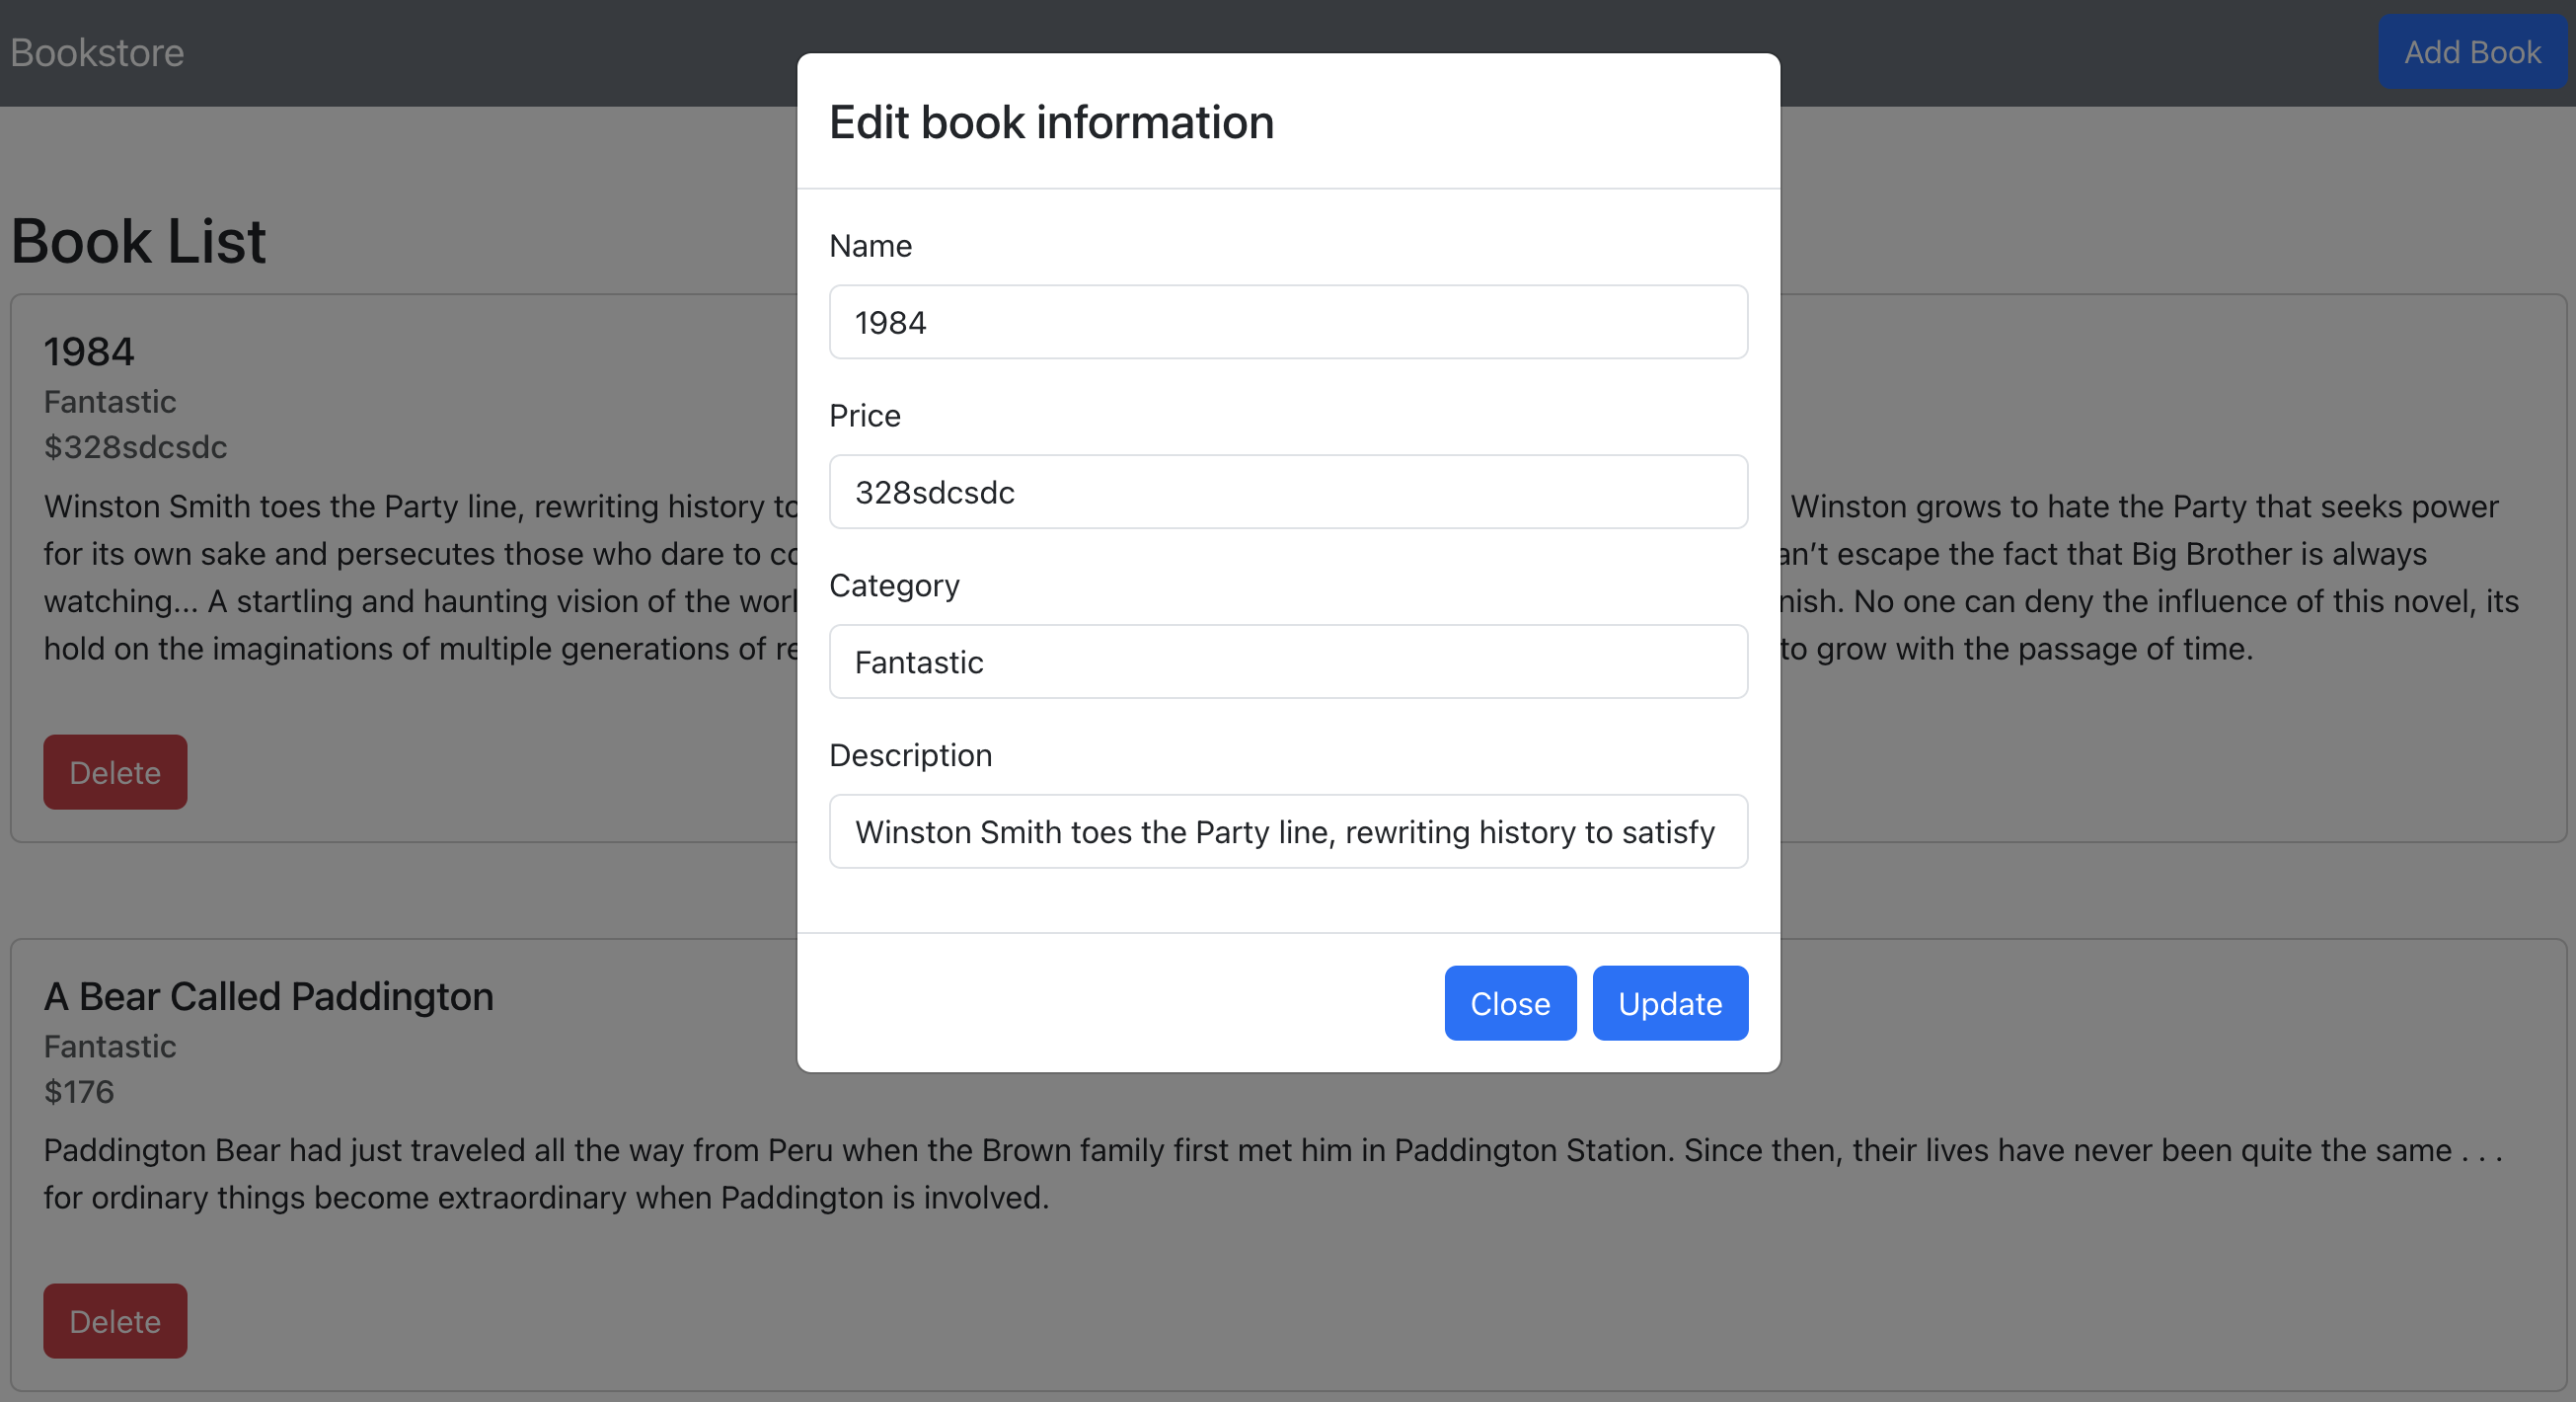 Bookstore
Add Book
Book List
1984
Fantastic
$328sdcsdc
Winston Smith toes the Party line, rewriting history to
Winston grows to hate the Party that seeks power
for its own sake and persecutes those who dare to
an't escape the fact that Big Brother is always
watching... A startling and haunting vision of the
nish. No one can deny the influence of this novel, its
hold on the imaginations of multiple generations of
to grow with the passage of time.
Delete
A Bear Called Paddington
Fantastic
$176
Paddington Bear had just traveled all the way from Peru when the Brown family first met him in Paddington Station. Since then, their lives have never been quite the same . . .
for ordinary things become extraordinary when Paddington is involved.
Delete
Edit book information
Name
1984
Price
328sdcsdc
Category
Fantastic
Description
Winston Smith toes the Party line, rewriting history to satisfy
Close
Update